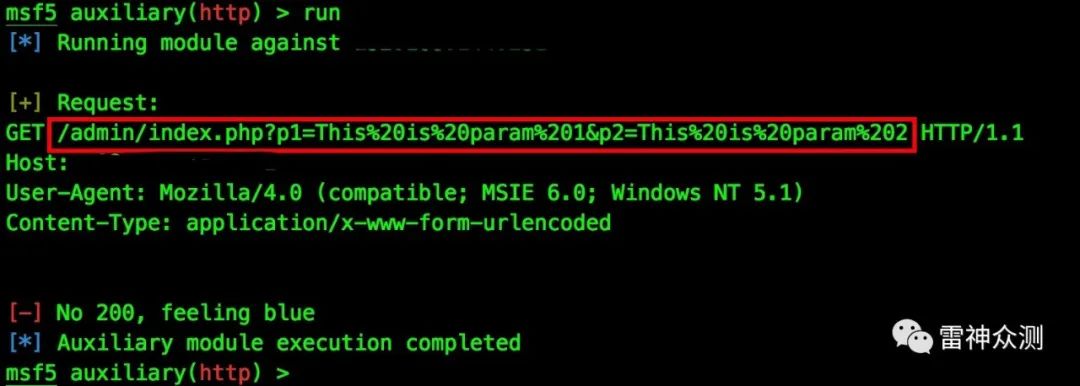 msf5 auxiliary(http) > run
[*] Running module against
[+] Request:
GET /admin/index.php?p1=This%20is%20param%201&p2=This%20is%20param%202 HTTP/1.1
Host:
User-Agent: Mozilla/4.0 (compatible; MSIE 6.0; Windows NT 5.1)
Content-Type: application/x-www-form-urlencoded
[-] No 200, feeling blue
[*] Auxiliary module execution completed
msf5 auxiliary(http) >
雷神众测